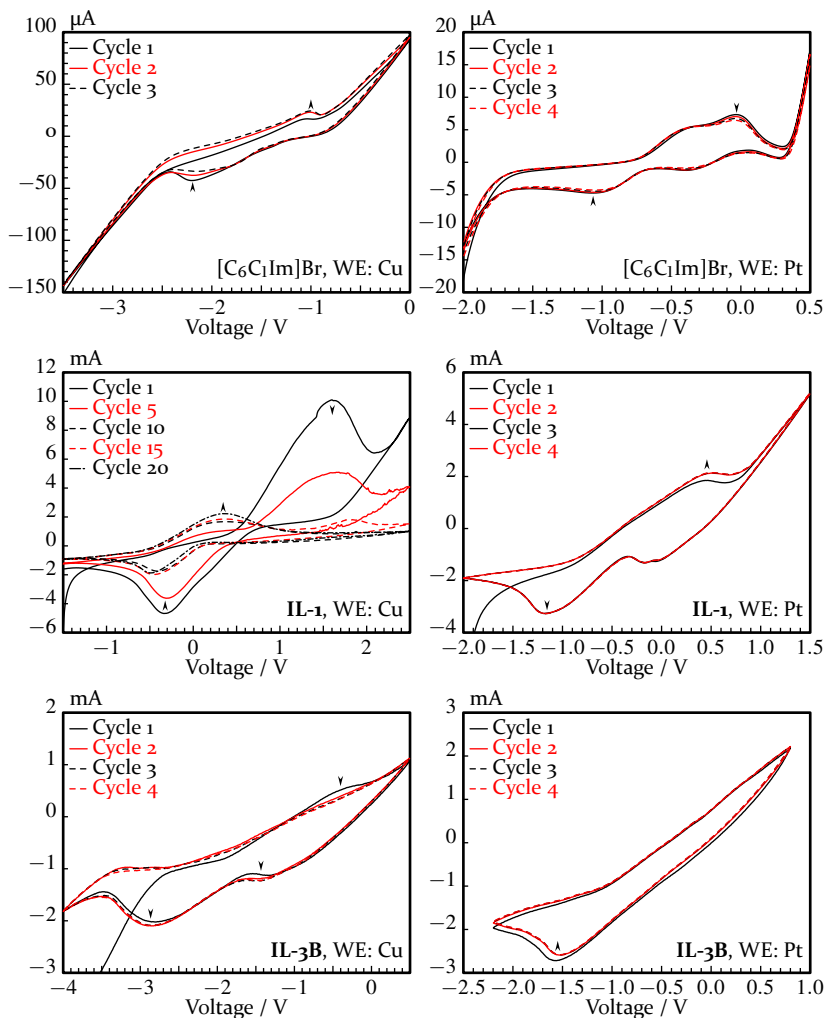 µA
100
50
0
−50
−100
−150
Cycle 1
Cycle 2
Cycle 3
[C₆C₁Im]Br, WE: Cu
−3 −2 −1 0
Voltage / V
µA
20
15
10
5
0
−5
−10
−15
−20
Cycle 1
Cycle 2
Cycle 3
Cycle 4
[C₆C₁Im]Br, WE: Pt
−2.0 −1.5 −1.0 −0.5 0.0 0.5
Voltage / V
mA
12
10
8
6
4
2
0
−2
−4
−6
Cycle 1
Cycle 5
Cycle 10
Cycle 15
Cycle 20
IL-1, WE: Cu
−1 0 1 2
Voltage / V
mA
6
4
2
0
−2
−4
Cycle 1
Cycle 2
Cycle 3
Cycle 4
IL-1, WE: Pt
−2.0 −1.5 −1.0 −0.5 0.0 0.5 1.0 1.5
Voltage / V
mA
2
1
0
−1
−2
−3
Cycle 1
Cycle 2
Cycle 3
Cycle 4
IL-3B, WE: Cu
−4 −3 −2 −1 0
Voltage / V
mA
3
2
1
0
−1
−2
−3
Cycle 1
Cycle 2
Cycle 3
Cycle 4
IL-3B, WE: Pt
−2.5 −2.0 −1.5 −1.0 −0.5 0.0 0.5 1.0
Voltage / V